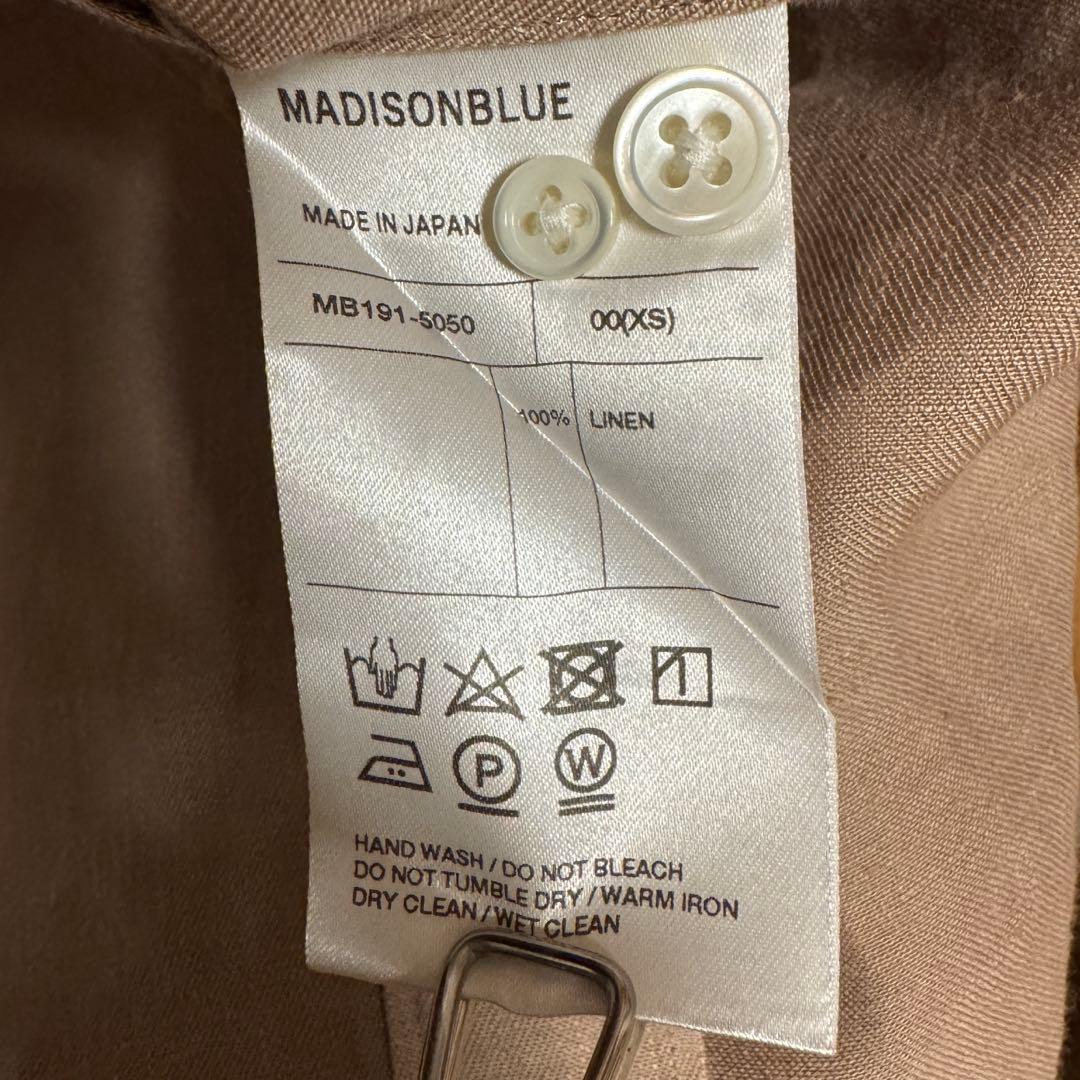 MADISONBLUE
MADE IN JAPAN
MB191-5050 00(XS)
100% LINEN
P W
HAND WASH / DO NOT BLEACH
DO NOT TUMBLE DRY / WARM IRON
DRY CLEAN / WET CLEAN